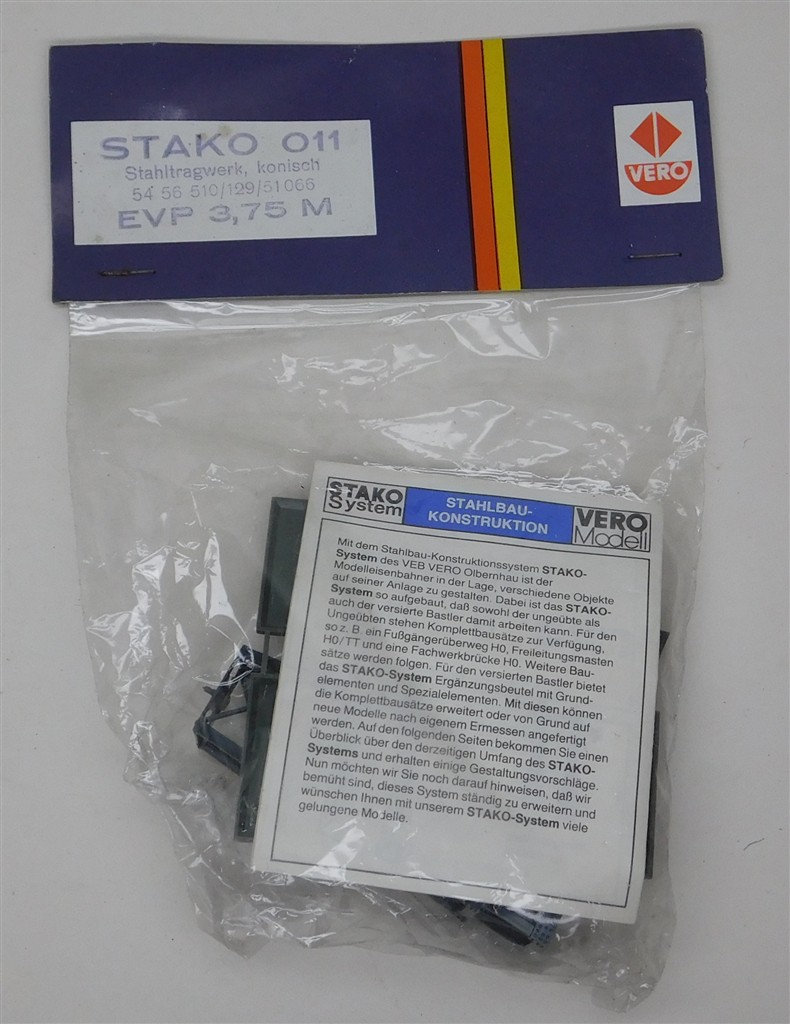 STAKO 011
Stahltragwerk, konisch
54 56 510/129/51 066
EVP 3,75 M
VERO
STAKO
System
STAHLBAU-
KONSTRUKTION
VERO
Modell
Mit dem Stahlbau-Konstruktionssystem STAKO-
System des VEB VERO Olbernhau ist der
Modelleisenbahner in der Lage, verschiedene Objekte
auf seiner Anlage zu gestalten. Dabei ist das STAKO-
System so aufgebaut, daß sowohl der ungeübte als
auch der versierte Bastler damit arbeiten kann. Für den
Ungeübten stehen Komplettbausätze zur Verfügung,
so z. B. ein Fußgängerüberweg H0, Freileitungsmasten
H0/TT und eine Fachwerkbrücke H0. Weitere Bau-
sätze werden folgen. Für den versierten Bastler bietet
das STAKO-System Ergänzungsbeutel mit Grund-
elementen und Spezialelementen. Mit diesen können
die Komplettbausätze erweitert oder von Grund auf
neue Modelle nach eigenem Ermessen angefertigt
werden. Auf den folgenden Seiten bekommen Sie einen
Überblick über den derzeitigen Umfang des STAKO-
Systems und erhalten einige Gestaltungsvorschläge.
Nun möchten wir Sie noch darauf hinweisen, daß wir
bemüht sind, dieses System ständig zu erweitern und
wünschen Ihnen mit unserem STAKO-System viele
gelungene Modelle.